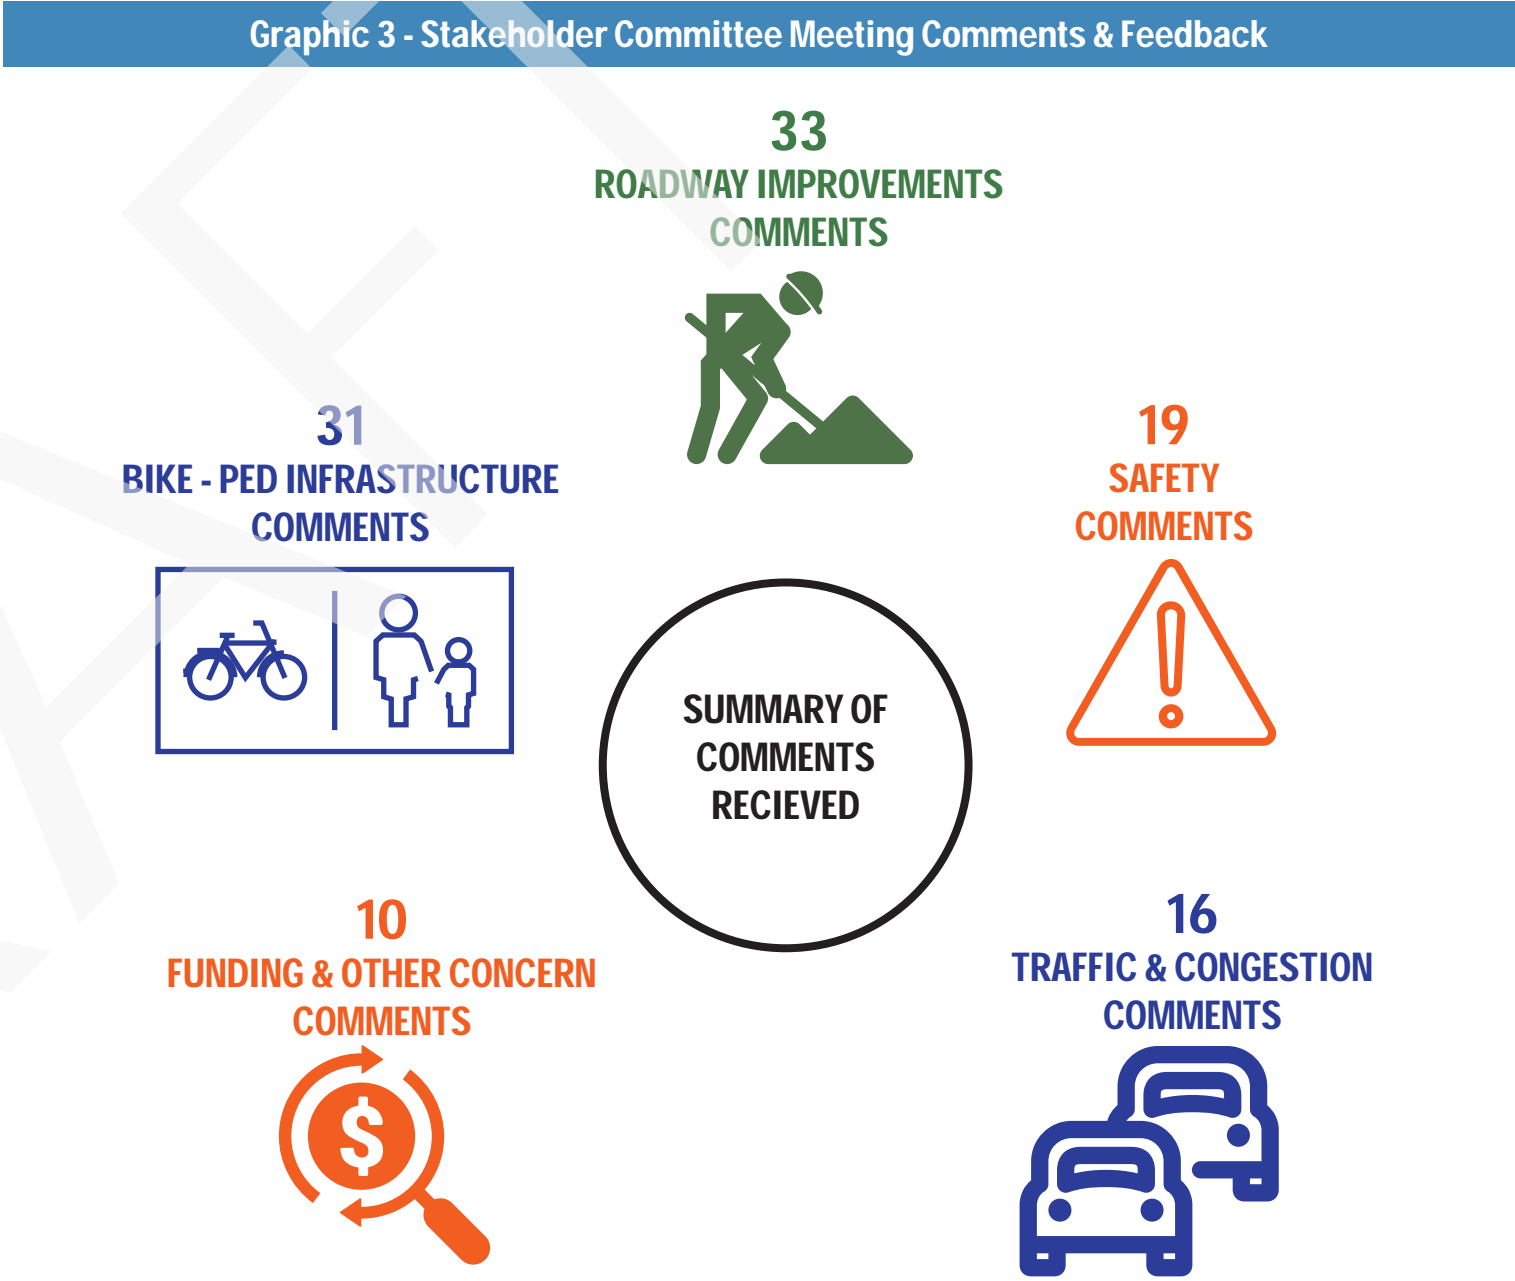 Graphic 3 - Stakeholder Committee Meeting Comments & Feedback
33
ROADWAY IMPROVEMENTS
COMMENTS
31
BIKE - PED INFRASTRUCTURE
COMMENTS
19
SAFETY
COMMENTS
SUMMARY OF
COMMENTS
RECIEVED
10
FUNDING & OTHER CONCERN
COMMENTS
$
16
TRAFFIC & CONGESTION
COMMENTS